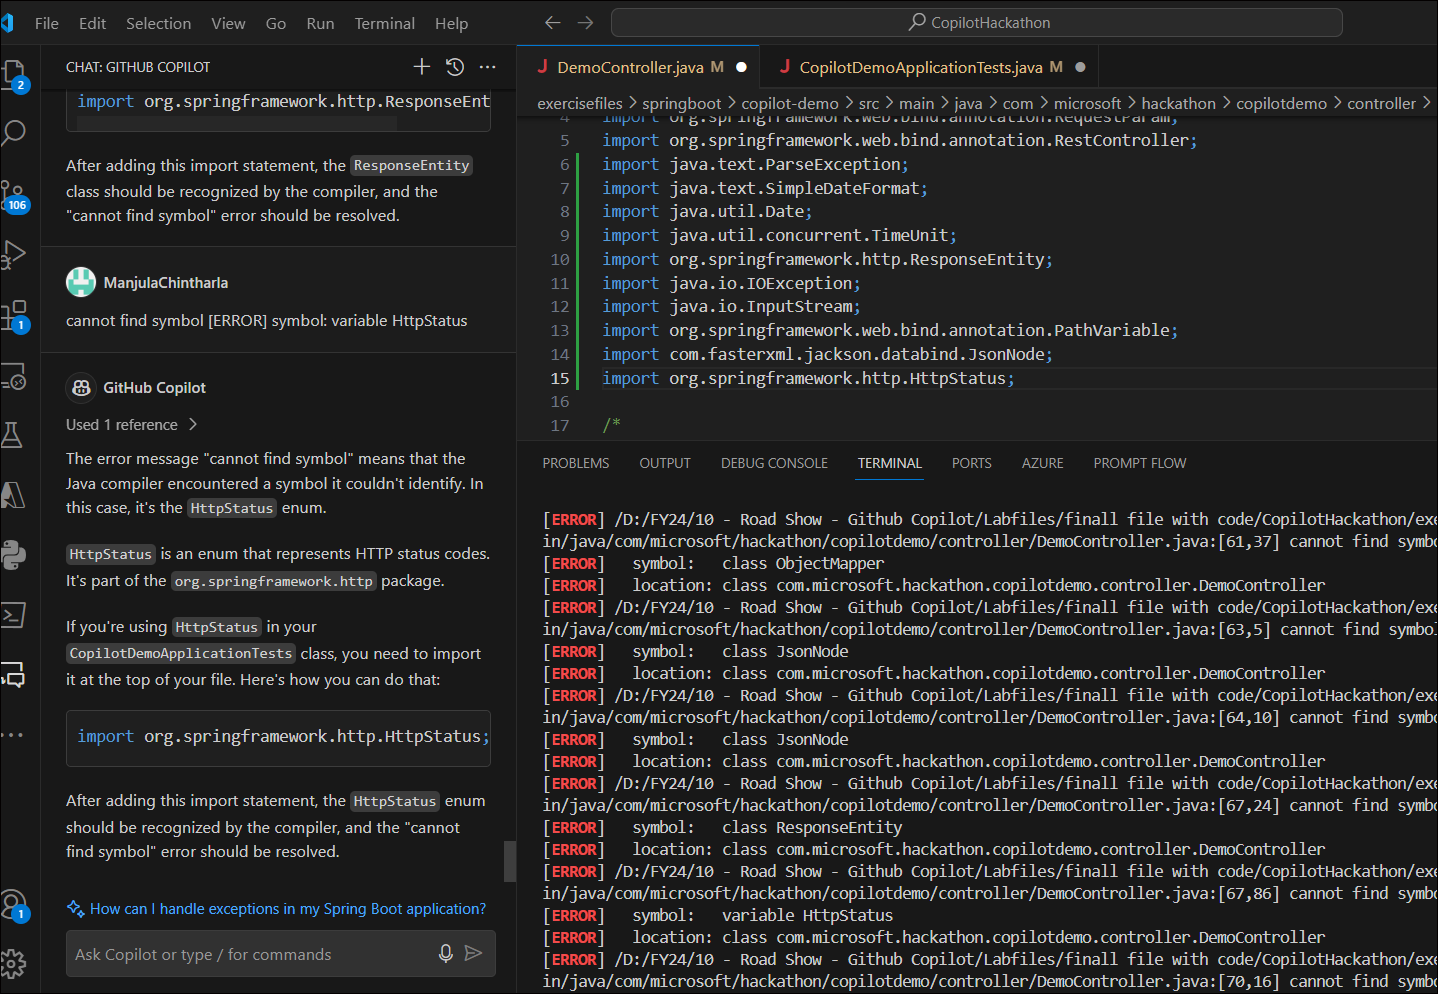 File Edit Selection View Go Run Terminal Help
CopilotHackathon
CHAT: GITHUB COPILOT
import org.springframework.http.ResponseEnt
After adding this import statement, the ResponseEntity
class should be recognized by the compiler, and the
"cannot find symbol" error should be resolved.
ManjulaChintharla
cannot find symbol [ERROR] symbol: variable HttpStatus
GitHub Copilot
Used 1 reference
The error message "cannot find symbol" means that the
Java compiler encountered a symbol it couldn't identify. In
this case, it's the HttpStatus enum.
HttpStatus is an enum that represents HTTP status codes.
It's part of the org.springframework.http package.
If you're using HttpStatus in your
CopilotDemoApplicationTests class, you need to import
it at the top of your file. Here's how you can do that:
import org.springframework.http.HttpStatus;
After adding this import statement, the HttpStatus enum
should be recognized by the compiler, and the "cannot
find symbol" error should be resolved.
How can I handle exceptions in my Spring Boot application?
Ask Copilot or type / for commands
2
106
1
1
J DemoController.java M
J CopilotDemoApplicationTests.java M
exercisefiles > springboot > copilot-demo > src > main > java > com > microsoft > hackathon > copilotdemo > controller >
4 import org.springframework.web.bind.annotation.RequestParam;
5 import org.springframework.web.bind.annotation.RestController;
6 import java.text.ParseException;
7 import java.text.SimpleDateFormat;
8 import java.util.Date;
9 import java.util.concurrent.TimeUnit;
10 import org.springframework.http.ResponseEntity;
11 import java.io.IOException;
12 import java.io.InputStream;
13 import org.springframework.web.bind.annotation.PathVariable;
14 import com.fasterxml.jackson.databind.JsonNode;
15 import org.springframework.http.HttpStatus;
16
17 /*
PROBLEMS OUTPUT DEBUG CONSOLE TERMINAL PORTS AZURE PROMPT FLOW
[ERROR] /D:/FY24/10 - Road Show - Github Copilot/Labfiles/finall file with code/CopilotHackathon/exe
in/java/com/microsoft/hackathon/copilotdemo/controller/DemoController.java:[61,37] cannot find symbo
[ERROR] symbol: class ObjectMapper
[ERROR] location: class com.microsoft.hackathon.copilotdemo.controller.DemoController
[ERROR] /D:/FY24/10 - Road Show - Github Copilot/Labfiles/finall file with code/CopilotHackathon/exe
in/java/com/microsoft/hackathon/copilotdemo/controller/DemoController.java:[63,5] cannot find symbol
[ERROR] symbol: class JsonNode
[ERROR] location: class com.microsoft.hackathon.copilotdemo.controller.DemoController
[ERROR] /D:/FY24/10 - Road Show - Github Copilot/Labfiles/finall file with code/CopilotHackathon/exe
in/java/com/microsoft/hackathon/copilotdemo/controller/DemoController.java:[64,10] cannot find symbo
[ERROR] symbol: class JsonNode
[ERROR] location: class com.microsoft.hackathon.copilotdemo.controller.DemoController
[ERROR] /D:/FY24/10 - Road Show - Github Copilot/Labfiles/finall file with code/CopilotHackathon/exe
in/java/com/microsoft/hackathon/copilotdemo/controller/DemoController.java:[67,24] cannot find symbo
[ERROR] symbol: class ResponseEntity
[ERROR] location: class com.microsoft.hackathon.copilotdemo.controller.DemoController
[ERROR] /D:/FY24/10 - Road Show - Github Copilot/Labfiles/finall file with code/CopilotHackathon/exe
in/java/com/microsoft/hackathon/copilotdemo/controller/DemoController.java:[67,86] cannot find symbo
[ERROR] symbol: variable HttpStatus
[ERROR] location: class com.microsoft.hackathon.copilotdemo.controller.DemoController
[ERROR] /D:/FY24/10 - Road Show - Github Copilot/Labfiles/finall file with code/CopilotHackathon/exe
in/java/com/microsoft/hackathon/copilotdemo/controller/DemoController.java:[70,16] cannot find symbo